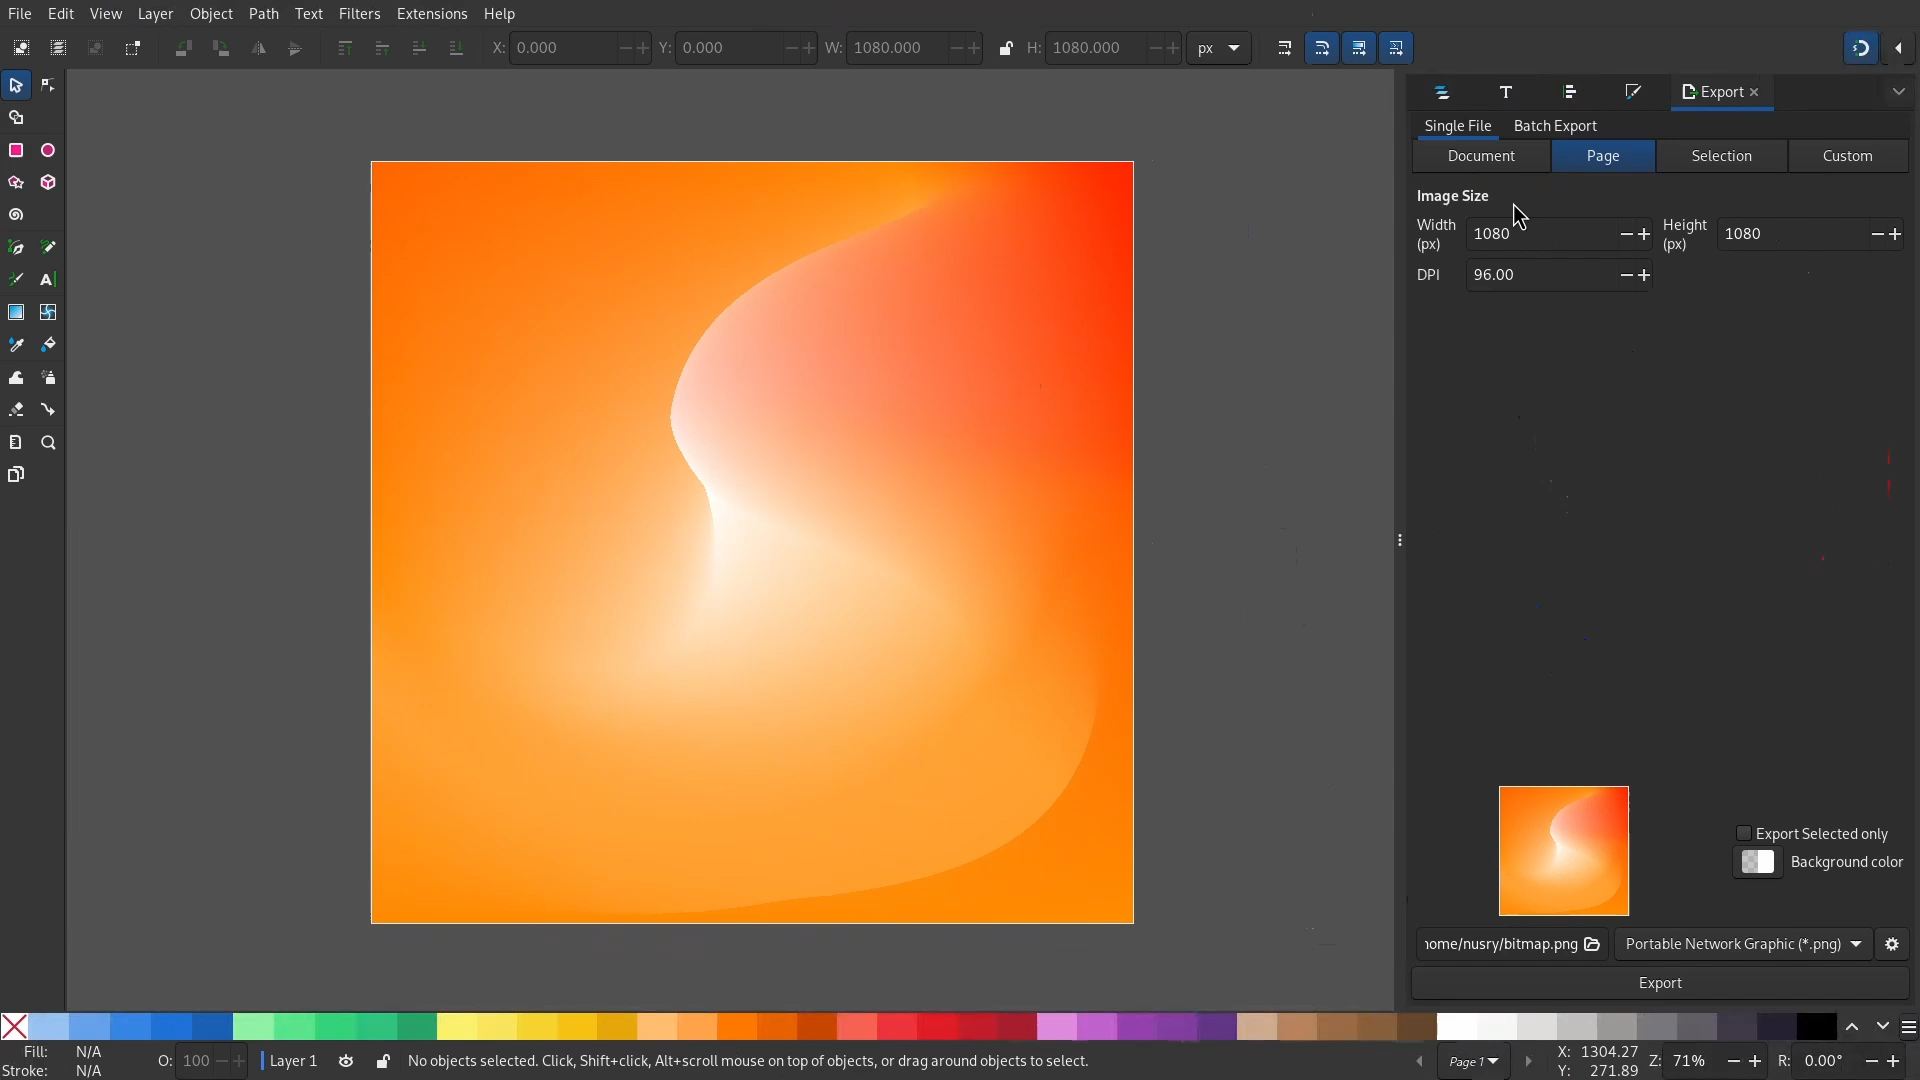 File Edit View Layer Object Path Text Filters Extensions Help
X: 0.000 Y: 0.000 W: 1080.000 H: 1080.000 px
Export
Single File Batch Export
Document Page Selection Custom
Image Size
Width (px) 1080 Height (px) 1080
DPI 96.00
Export Selected only
Background color
home/nusry/bitmap.png Portable Network Graphic (*.png)
Export
Fill: N/A
Stroke: N/A
O: 100 Layer 1 No objects selected. Click, Shift+click, Alt+scroll mouse on top of objects, or drag around objects to select. Page 1
X: 1304.27
Y: 271.89
Z: 71% R: 0.00°